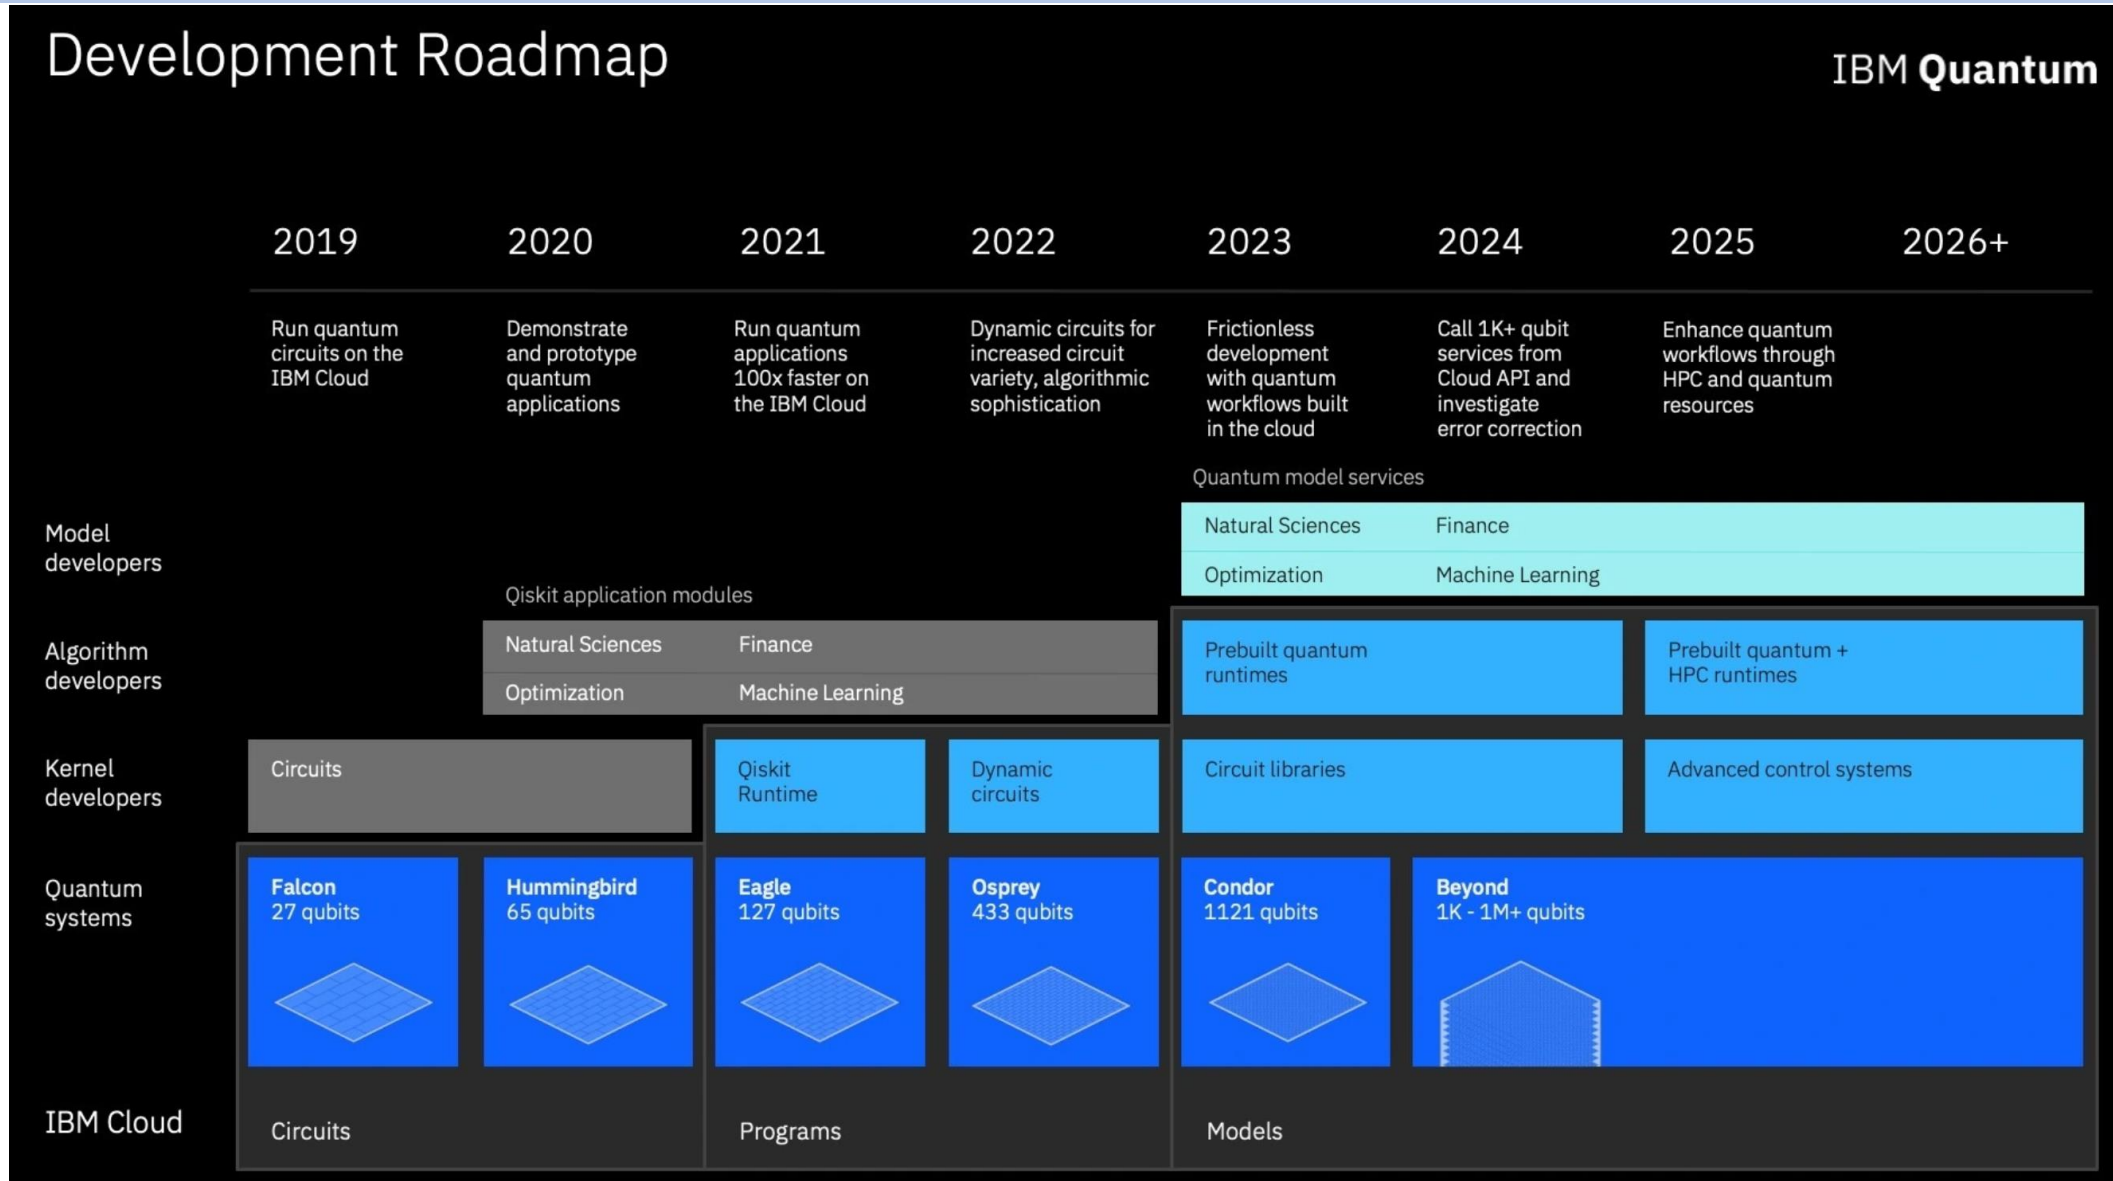 Development Roadmap
IBM Quantum
2019
2020
2021
2022
2023
2024
2025
2026+
Run quantum
circuits on the
IBM Cloud
Demonstrate
and prototype
quantum
applications
Run quantum
applications
100x faster on
the IBM Cloud
Dynamic circuits for
increased circuit
variety, algorithmic
sophistication
Frictionless
development
with quantum
workflows built
in the cloud
Call 1K+ qubit
services from
Cloud API and
investigate
error correction
Enhance quantum
workflows through
HPC and quantum
resources
Model
developers
Quantum model services
Natural Sciences
Finance
Optimization
Machine Learning
Algorithm
developers
Qiskit application modules
Natural Sciences
Finance
Optimization
Machine Learning
Prebuilt quantum
runtimes
Prebuilt quantum +
HPC runtimes
Kernel
developers
Circuits
Qiskit
Runtime
Dynamic
circuits
Circuit libraries
Advanced control systems
Quantum
systems
Falcon
27 qubits
Hummingbird
65 qubits
Eagle
127 qubits
Osprey
433 qubits
Condor
1121 qubits
Beyond
1K - 1M+ qubits
IBM Cloud
Circuits
Programs
Models